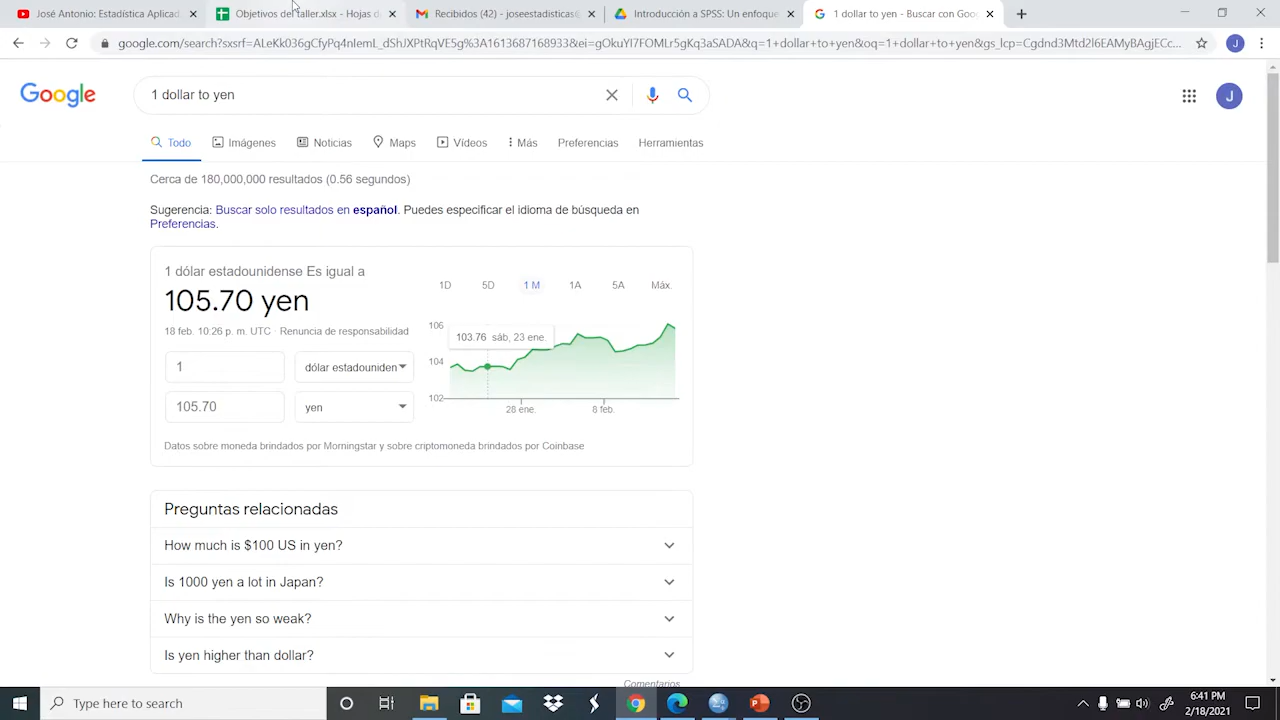 José Antonio: Estadística Aplicad
Objetivos del taller.xlsx - Hojas d
Recibidos (42) - joseestadisticas@
Introducción a SPSS: Un enfoque
1 dollar to yen - Buscar con Goo
google.com/search?sxsrf=ALeKk036gCfyPq4nIemL_dShJXPtRqVE5g%3A1613687168933&ei=gOkuYI7FOMLr5gKq3aSADA&q=1+dollar+to+yen&oq=1+dollar+to+yen&gs_lcp=Cgdnd3Mtd2l6EAMyBAgjECc...
J
Google
1 dollar to yen
J
Todo
Imágenes
Noticias
Maps
Vídeos
Más
Preferencias
Herramientas
Cerca de 180,000,000 resultados (0.56 segundos)
Sugerencia: Buscar solo resultados en español. Puedes especificar el idioma de búsqueda en
Preferencias.
1 dólar estadounidense Es igual a
105.70 yen
18 feb. 10:26 p. m. UTC · Renuncia de responsabilidad
1
dólar estadouniden
105.70
yen
1D
5D
1 M
1A
5A
Máx.
106
104
102
103.76 sáb, 23 ene.
28 ene.
8 feb.
Datos sobre moneda brindados por Morningstar y sobre criptomoneda brindados por Coinbase
Preguntas relacionadas
How much is $100 US in yen?
Is 1000 yen a lot in Japan?
Why is the yen so weak?
Is yen higher than dollar?
Comentarios
Type here to search
6:41 PM
2/18/2021